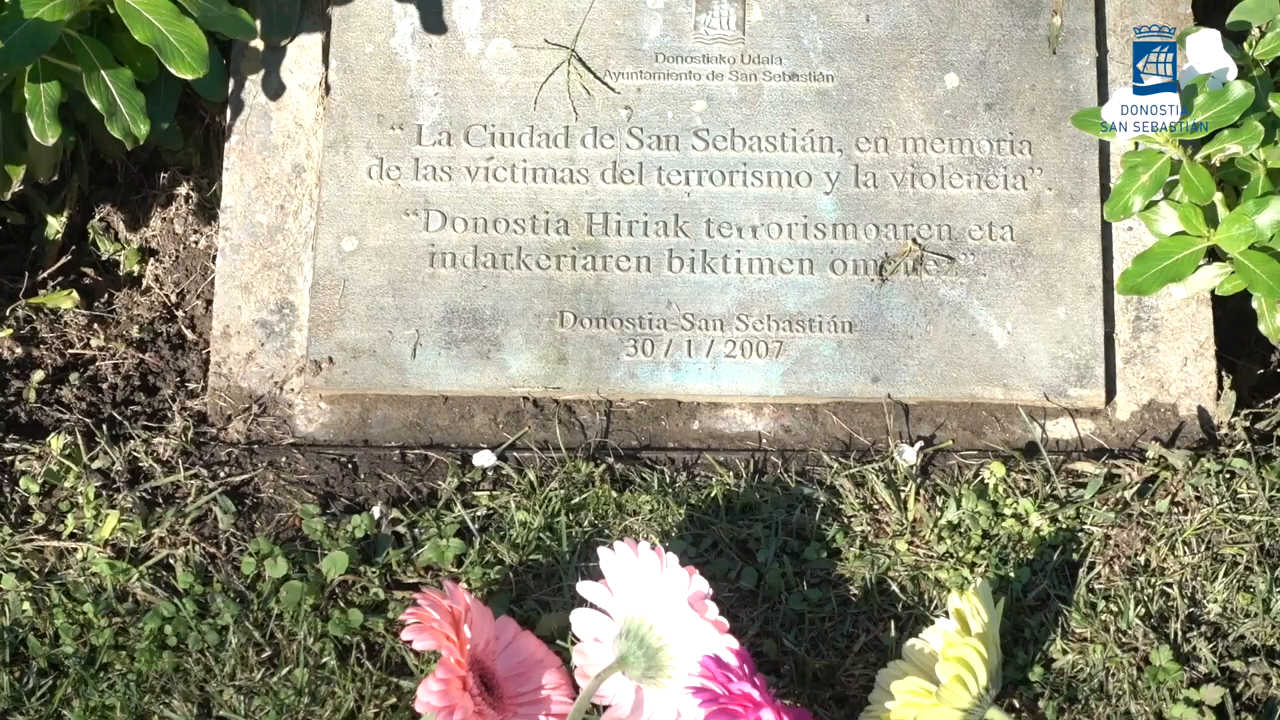 Donostiako Udala
Ayuntamiento de San Sebastián
“ La Ciudad de San Sebastián, en memoria
de las víctimas del terrorismo y la violencia”.
“Donostia Hiriak terrorismoaren eta
indarkeriaren biktimen omenez”.
Donostia-San Sebastián
30 / 1 / 2007
DONOSTIA
SAN SEBASTIÁN